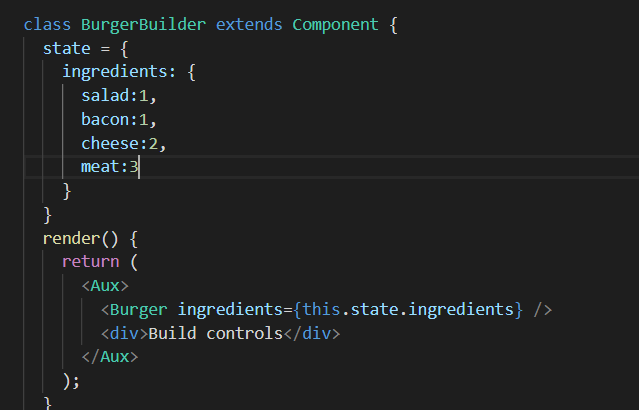 class BurgerBuilder extends Component {
  state = {
    ingredients: {
      salad:1,
      bacon:1,
      cheese:2,
      meat:3
    }
  }
  render() {
    return (
      <Aux>
        <Burger ingredients={this.state.ingredients} />
        <div>Build controls</div>
      </Aux>
    );
  }